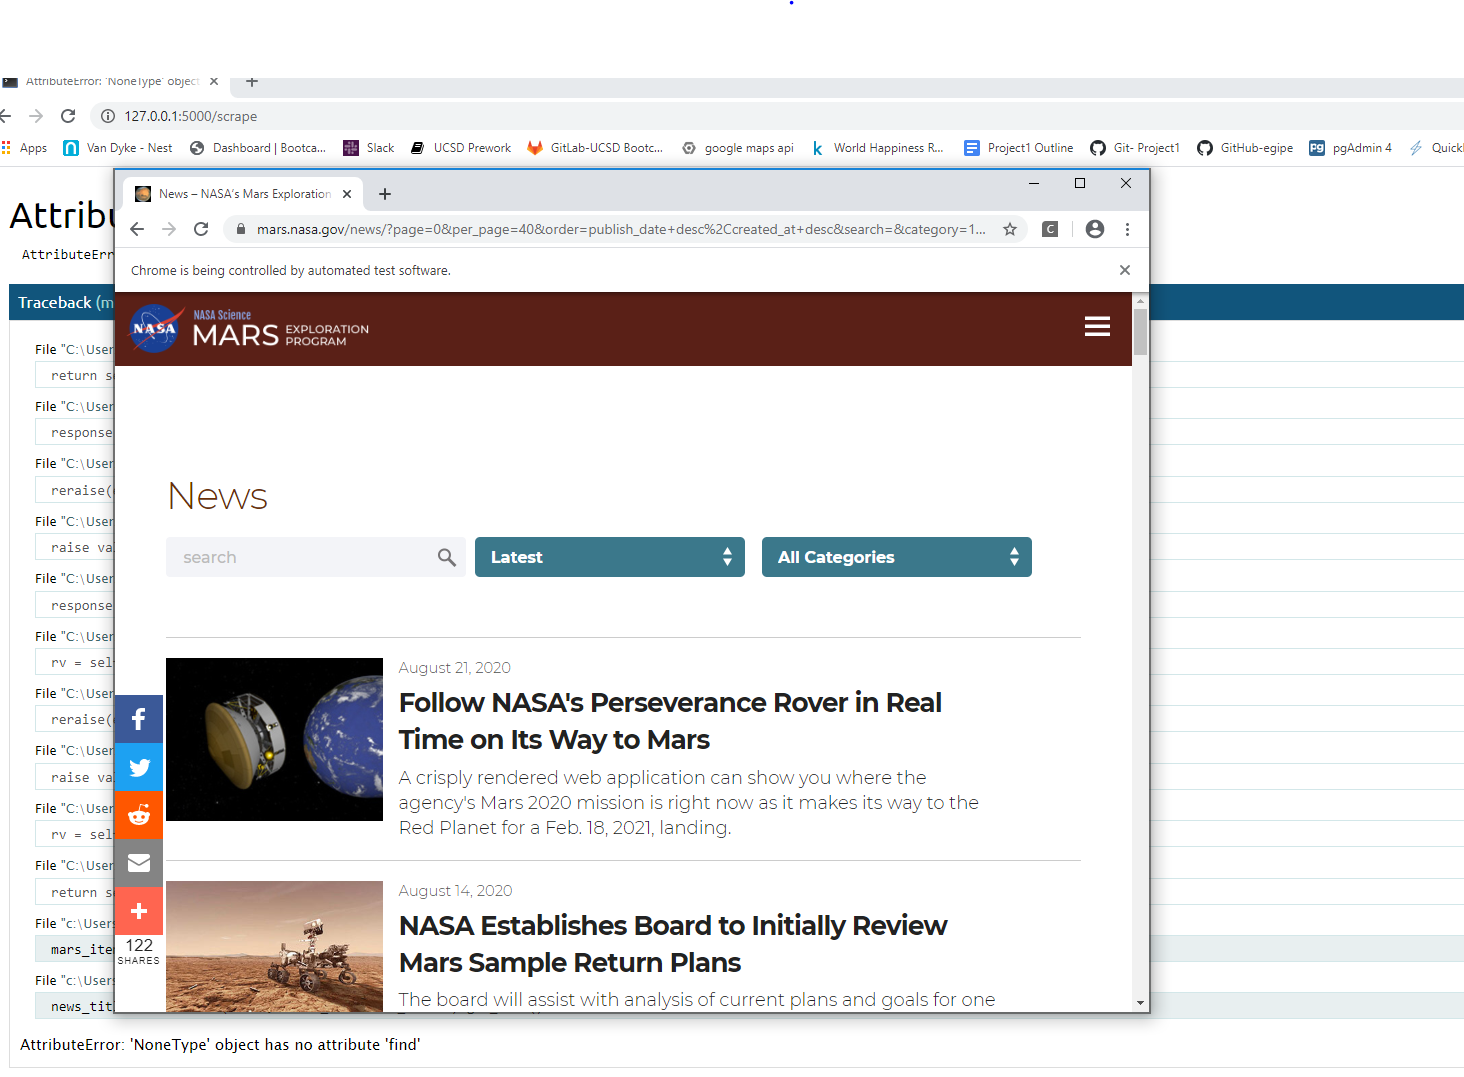 AttributeError: 'NoneType' object
127.0.0.1:5000/scrape
Apps
Van Dyke - Nest
Dashboard | Bootca...
Slack
UCSD Prework
GitLab-UCSD Bootc...
google maps api
World Happiness R...
Project1 Outline
Git- Project1
GitHub-egipe
pgAdmin 4
Quickl
Attribu
AttributeErr
Traceback (m
File "C:\User
return s
File "C:\User
response
File "C:\User
reraise(
File "C:\User
raise va
File "C:\User
response
File "C:\User
rv = sel
File "C:\User
reraise(
File "C:\User
raise va
File "C:\User
rv = sel
File "C:\User
return s
File "c:\Users
mars_ite
File "c:\Users
news_tit
AttributeError: 'NoneType' object has no attribute 'find'
News – NASA's Mars Exploration
mars.nasa.gov/news/?page=0&per_page=40&order=publish_date+desc%2Ccreated_at+desc&search=&category=1...
Chrome is being controlled by automated test software.
NASA
NASA Science
MARS EXPLORATION PROGRAM
News
search
Latest
All Categories
August 21, 2020
Follow NASA's Perseverance Rover in Real
Time on Its Way to Mars
A crisply rendered web application can show you where the
agency's Mars 2020 mission is right now as it makes its way to the
Red Planet for a Feb. 18, 2021, landing.
August 14, 2020
NASA Establishes Board to Initially Review
Mars Sample Return Plans
The board will assist with analysis of current plans and goals for one
122
SHARES